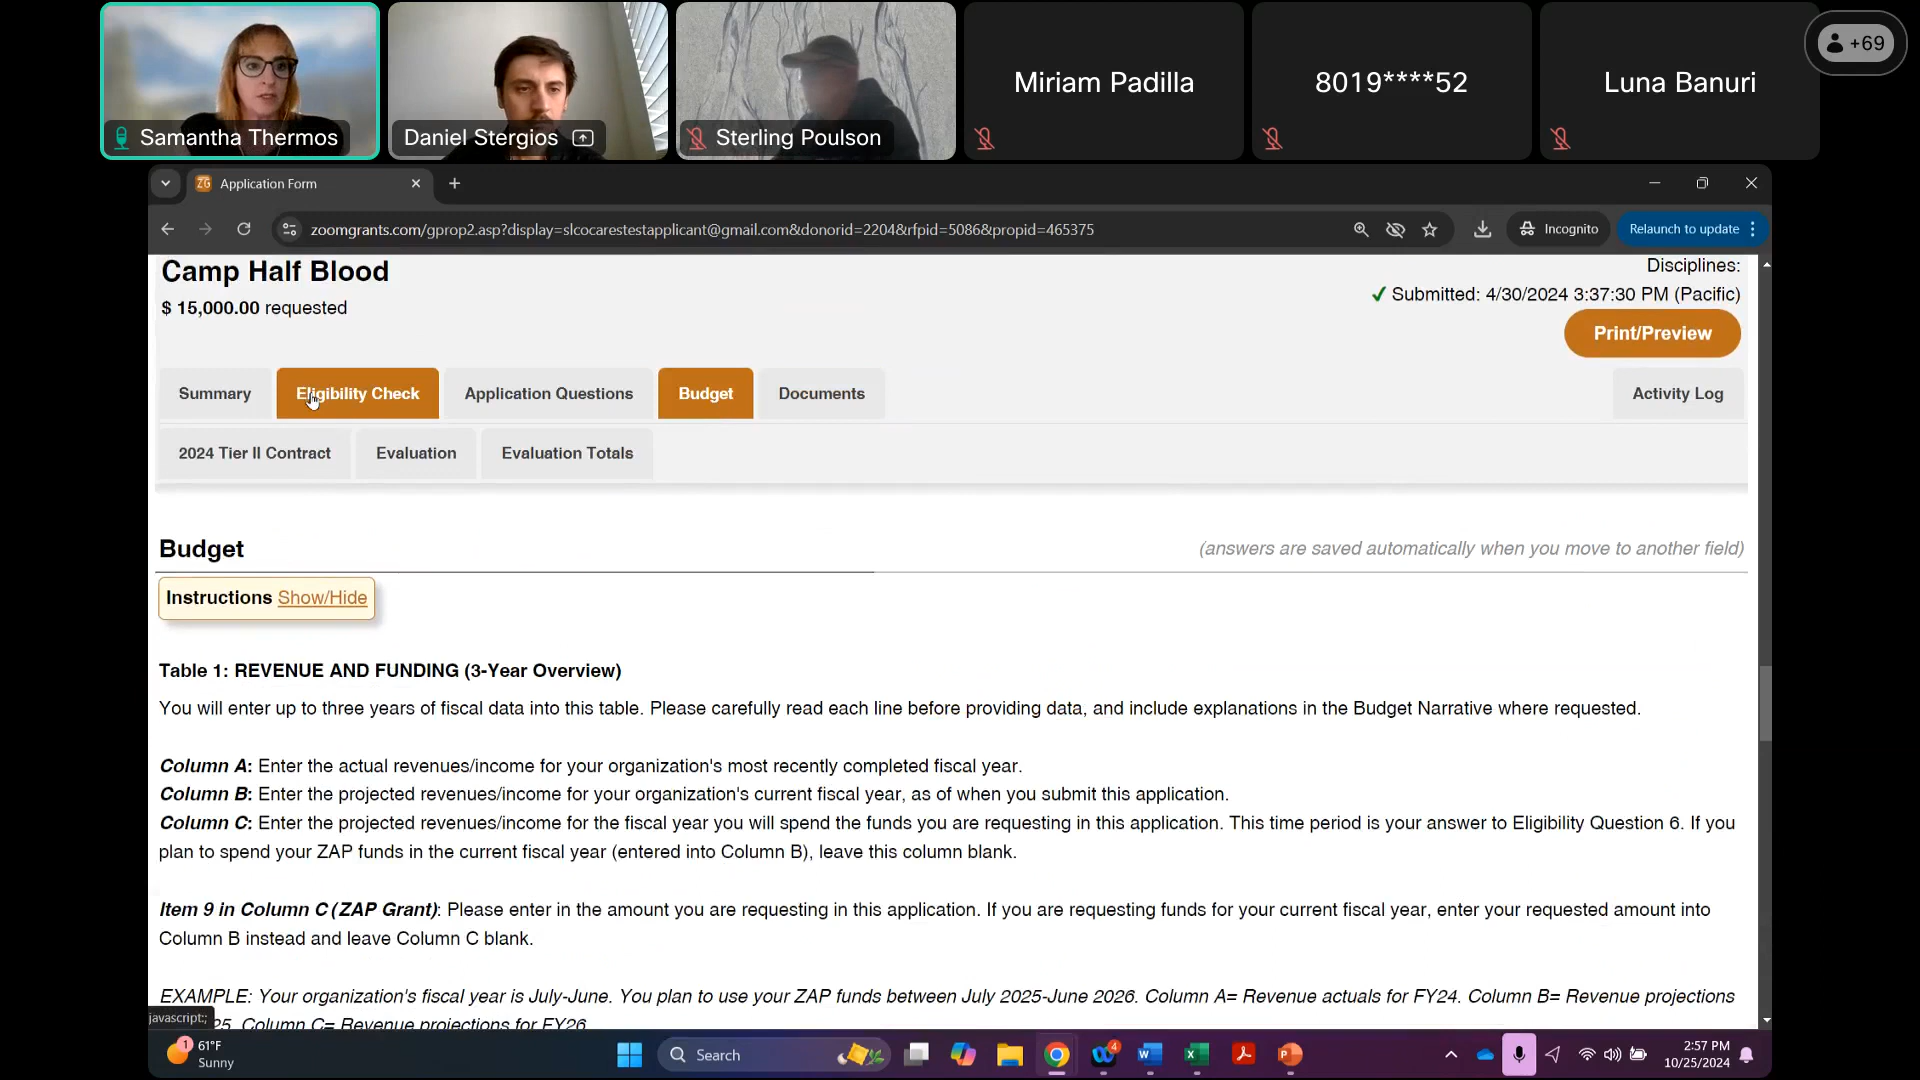 Samantha Thermos
Daniel Stergios
Sterling Poulson
Miriam Padilla
8019****52
Luna Banuri
+69
ZG Application Form
zoomgrants.com/gprop2.asp?display=slcocarestestapplicant@gmail.com&donorid=2204&rfpid=5086&propid=465375
Incognito
Relaunch to update
Camp Half Blood
Disciplines:
$ 15,000.00 requested
✓ Submitted: 4/30/2024 3:37:30 PM (Pacific)
Print/Preview
Summary
Eligibility Check
Application Questions
Budget
Documents
Activity Log
2024 Tier II Contract
Evaluation
Evaluation Totals
Budget
(answers are saved automatically when you move to another field)
Instructions Show/Hide
Table 1: REVENUE AND FUNDING (3-Year Overview)
You will enter up to three years of fiscal data into this table. Please carefully read each line before providing data, and include explanations in the Budget Narrative where requested.
Column A: Enter the actual revenues/income for your organization's most recently completed fiscal year.
Column B: Enter the projected revenues/income for your organization's current fiscal year, as of when you submit this application.
Column C: Enter the projected revenues/income for the fiscal year you will spend the funds you are requesting in this application. This time period is your answer to Eligibility Question 6. If you
plan to spend your ZAP funds in the current fiscal year (entered into Column B), leave this column blank.
Item 9 in Column C (ZAP Grant): Please enter in the amount you are requesting in this application. If you are requesting funds for your current fiscal year, enter your requested amount into
Column B instead and leave Column C blank.
EXAMPLE: Your organization's fiscal year is July-June. You plan to use your ZAP funds between July 2025-June 2026. Column A= Revenue actuals for FY24. Column B= Revenue projections
25. Column C= Revenue projections for FY26
javascript:;
1
61°F
Sunny
Search
4
2:57 PM
10/25/2024